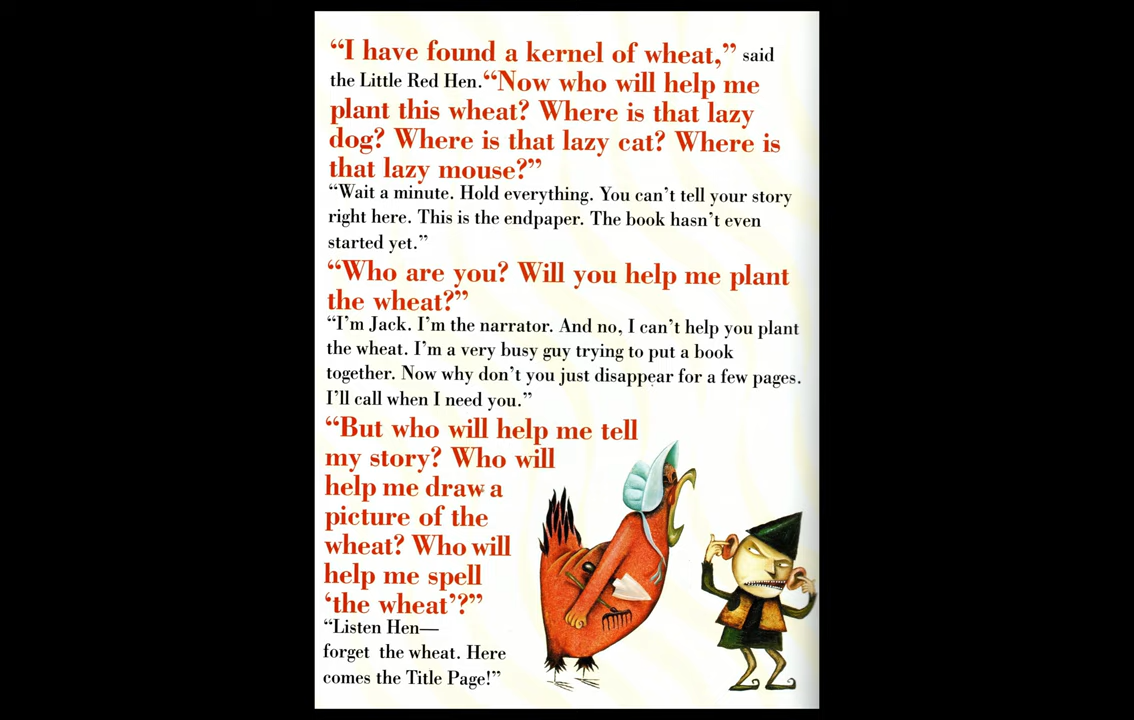 “I have found a kernel of wheat,” said
the Little Red Hen.“Now who will help me
plant this wheat? Where is that lazy
dog? Where is that lazy cat? Where is
that lazy mouse?”
“Wait a minute. Hold everything. You can’t tell your story
right here. This is the endpaper. The book hasn’t even
started yet.”
“Who are you? Will you help me plant
the wheat?”
“I’m Jack. I’m the narrator. And no, I can’t help you plant
the wheat. I’m a very busy guy trying to put a book
together. Now why don’t you just disappear for a few pages.
I’ll call when I need you.”
“But who will help me tell
my story? Who will
help me draw a
picture of the
wheat? Who will
help me spell
‘the wheat’?”
“Listen Hen—
forget the wheat. Here
comes the Title Page!”